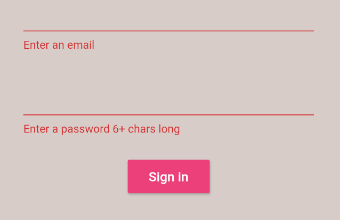 Enter an email
Enter a password 6+ chars long
Sign in